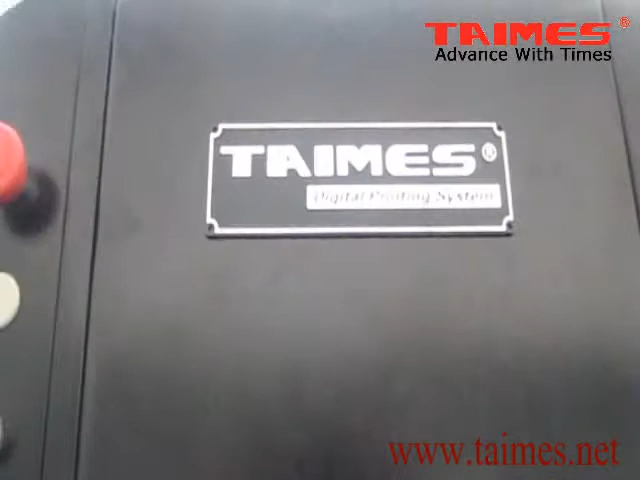 TAIMES®
Advance With Times
TAIMES®
Digital Printing System
www.taimes.net